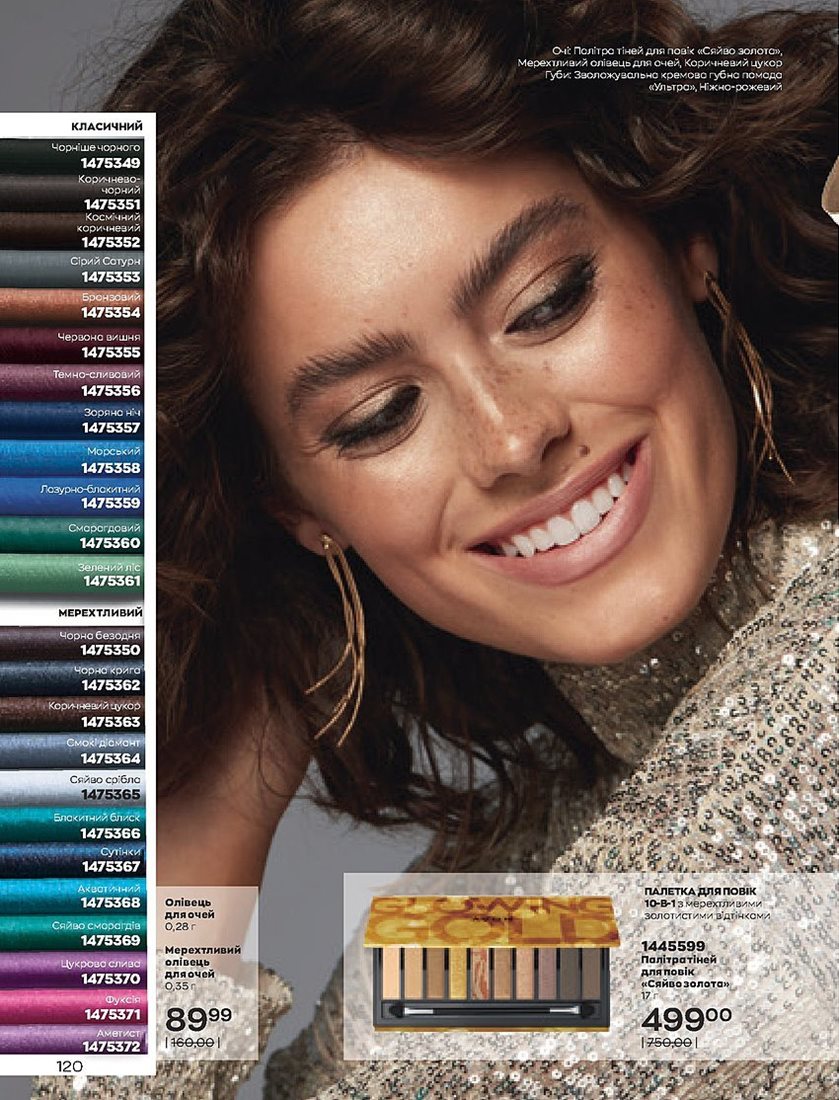 Очі: Палітра тіней для повік «Сяйво золота»,
Мерехтливий олівець для очей, Коричневий цукор
Губи: Зволожувальна кремова губна помада
«Ультра», Ніжно-рожевий
КЛАСИЧНИЙ
Чорніше чорного
1475349
Коричнево-
чорний
1475351
Космічний
коричневий
1475352
Сірий Сатурн
1475353
Бронзовий
1475354
Червона вишня
1475355
Темно-сливовий
1475356
Зоряна ніч
1475357
Морський
1475358
Лазурно-блакитний
1475359
Смарагдовий
1475360
Зелений ліс
1475361
МЕРЕХТЛИВИЙ
Чорна безодня
1475350
Чорна крига
1475362
Коричневий цукор
1475363
Смокі діамант
1475364
Сяйво срібла
1475365
Блакитний блиск
1475366
Сутінки
1475367
Акватичний
1475368
Сяйво смарагдів
1475369
Цукрова слива
1475370
Фуксія
1475371
Аметист
1475372
120
Олівець
для очей
0,28 г
Мерехтливий
олівець
для очей
0,35 г
89⁹⁹
|160,00|
GLOWING
AVON
GOLD
ПАЛЕТКА ДЛЯ ПОВІК
10-В-1 з мерехтливими
золотистими відтінками
1445599
Палітра тіней
для повік
«Сяйво золота»
17 г
499⁰⁰
|750,00|